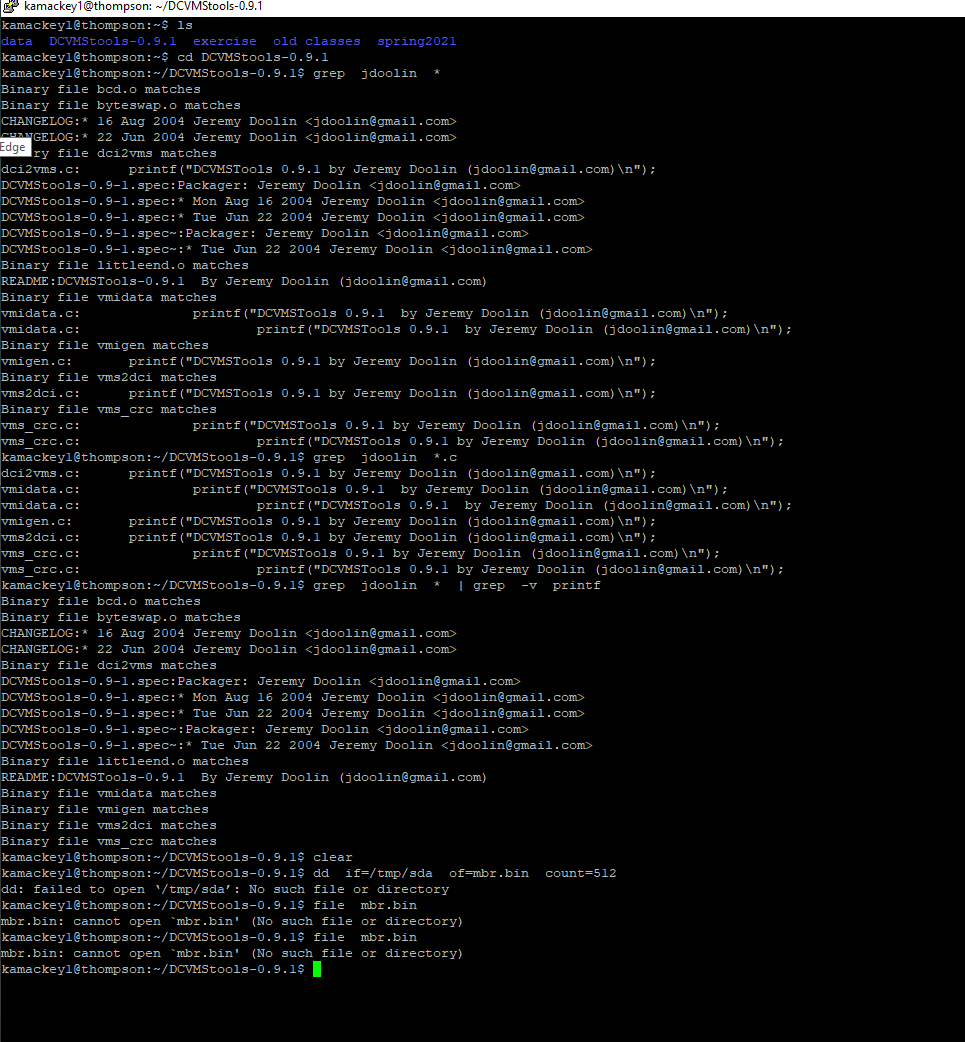 kamackey1@thompson: ~/DCVMStools-0.9.1
kamackey1@thompson:~$ ls
data  DCVMStools-0.9.1  exercise  old classes  spring2021
kamackey1@thompson:~$ cd DCVMStools-0.9.1
kamackey1@thompson:~/DCVMStools-0.9.1$ grep  jdoolin  *
Binary file bcd.o matches
Binary file byteswap.o matches
CHANGELOG:* 16 Aug 2004 Jeremy Doolin <jdoolin@gmail.com>
CHANGELOG:* 22 Jun 2004 Jeremy Doolin <jdoolin@gmail.com>
Edge
ry file dci2vms matches
dci2vms.c:      printf("DCVMSTools 0.9.1 by Jeremy Doolin (jdoolin@gmail.com)\n");
DCVMStools-0.9-1.spec:Packager: Jeremy Doolin <jdoolin@gmail.com>
DCVMStools-0.9-1.spec:* Mon Aug 16 2004 Jeremy Doolin <jdoolin@gmail.com>
DCVMStools-0.9-1.spec:* Tue Jun 22 2004 Jeremy Doolin <jdoolin@gmail.com>
DCVMStools-0.9-1.spec~:Packager: Jeremy Doolin <jdoolin@gmail.com>
DCVMStools-0.9-1.spec~:* Tue Jun 22 2004 Jeremy Doolin <jdoolin@gmail.com>
Binary file littleend.o matches
README:DCVMSTools-0.9.1  By Jeremy Doolin (jdoolin@gmail.com)
Binary file vmidata matches
vmidata.c:              printf("DCVMSTools 0.9.1  by Jeremy Doolin (jdoolin@gmail.com)\n");
vmidata.c:                      printf("DCVMSTools 0.9.1  by Jeremy Doolin (jdoolin@gmail.com)\n");
Binary file vmigen matches
vmigen.c:       printf("DCVMSTools 0.9.1 by Jeremy Doolin (jdoolin@gmail.com)\n");
Binary file vms2dci matches
vms2dci.c:      printf("DCVMSTools 0.9.1 by Jeremy Doolin (jdoolin@gmail.com)\n");
Binary file vms_crc matches
vms_crc.c:              printf("DCVMSTools 0.9.1 by Jeremy Doolin (jdoolin@gmail.com)\n");
vms_crc.c:                      printf("DCVMSTools 0.9.1 by Jeremy Doolin (jdoolin@gmail.com)\n");
kamackey1@thompson:~/DCVMStools-0.9.1$ grep  jdoolin  *.c
dci2vms.c:      printf("DCVMSTools 0.9.1 by Jeremy Doolin (jdoolin@gmail.com)\n");
vmidata.c:              printf("DCVMSTools 0.9.1  by Jeremy Doolin (jdoolin@gmail.com)\n");
vmidata.c:                      printf("DCVMSTools 0.9.1  by Jeremy Doolin (jdoolin@gmail.com)\n");
vmigen.c:       printf("DCVMSTools 0.9.1 by Jeremy Doolin (jdoolin@gmail.com)\n");
vms2dci.c:      printf("DCVMSTools 0.9.1 by Jeremy Doolin (jdoolin@gmail.com)\n");
vms_crc.c:              printf("DCVMSTools 0.9.1 by Jeremy Doolin (jdoolin@gmail.com)\n");
vms_crc.c:                      printf("DCVMSTools 0.9.1 by Jeremy Doolin (jdoolin@gmail.com)\n");
kamackey1@thompson:~/DCVMStools-0.9.1$ grep  jdoolin  *  | grep  -v  printf
Binary file bcd.o matches
Binary file byteswap.o matches
CHANGELOG:* 16 Aug 2004 Jeremy Doolin <jdoolin@gmail.com>
CHANGELOG:* 22 Jun 2004 Jeremy Doolin <jdoolin@gmail.com>
Binary file dci2vms matches
DCVMStools-0.9-1.spec:Packager: Jeremy Doolin <jdoolin@gmail.com>
DCVMStools-0.9-1.spec:* Mon Aug 16 2004 Jeremy Doolin <jdoolin@gmail.com>
DCVMStools-0.9-1.spec:* Tue Jun 22 2004 Jeremy Doolin <jdoolin@gmail.com>
DCVMStools-0.9-1.spec~:Packager: Jeremy Doolin <jdoolin@gmail.com>
DCVMStools-0.9-1.spec~:* Tue Jun 22 2004 Jeremy Doolin <jdoolin@gmail.com>
Binary file littleend.o matches
README:DCVMSTools-0.9.1  By Jeremy Doolin (jdoolin@gmail.com)
Binary file vmidata matches
Binary file vmigen matches
Binary file vms2dci matches
Binary file vms_crc matches
kamackey1@thompson:~/DCVMStools-0.9.1$ clear
kamackey1@thompson:~/DCVMStools-0.9.1$ dd  if=/tmp/sda  of=mbr.bin  count=512
dd: failed to open ‘/tmp/sda’: No such file or directory
kamackey1@thompson:~/DCVMStools-0.9.1$ file  mbr.bin
mbr.bin: cannot open `mbr.bin' (No such file or directory)
kamackey1@thompson:~/DCVMStools-0.9.1$ file  mbr.bin
mbr.bin: cannot open `mbr.bin' (No such file or directory)
kamackey1@thompson:~/DCVMStools-0.9.1$